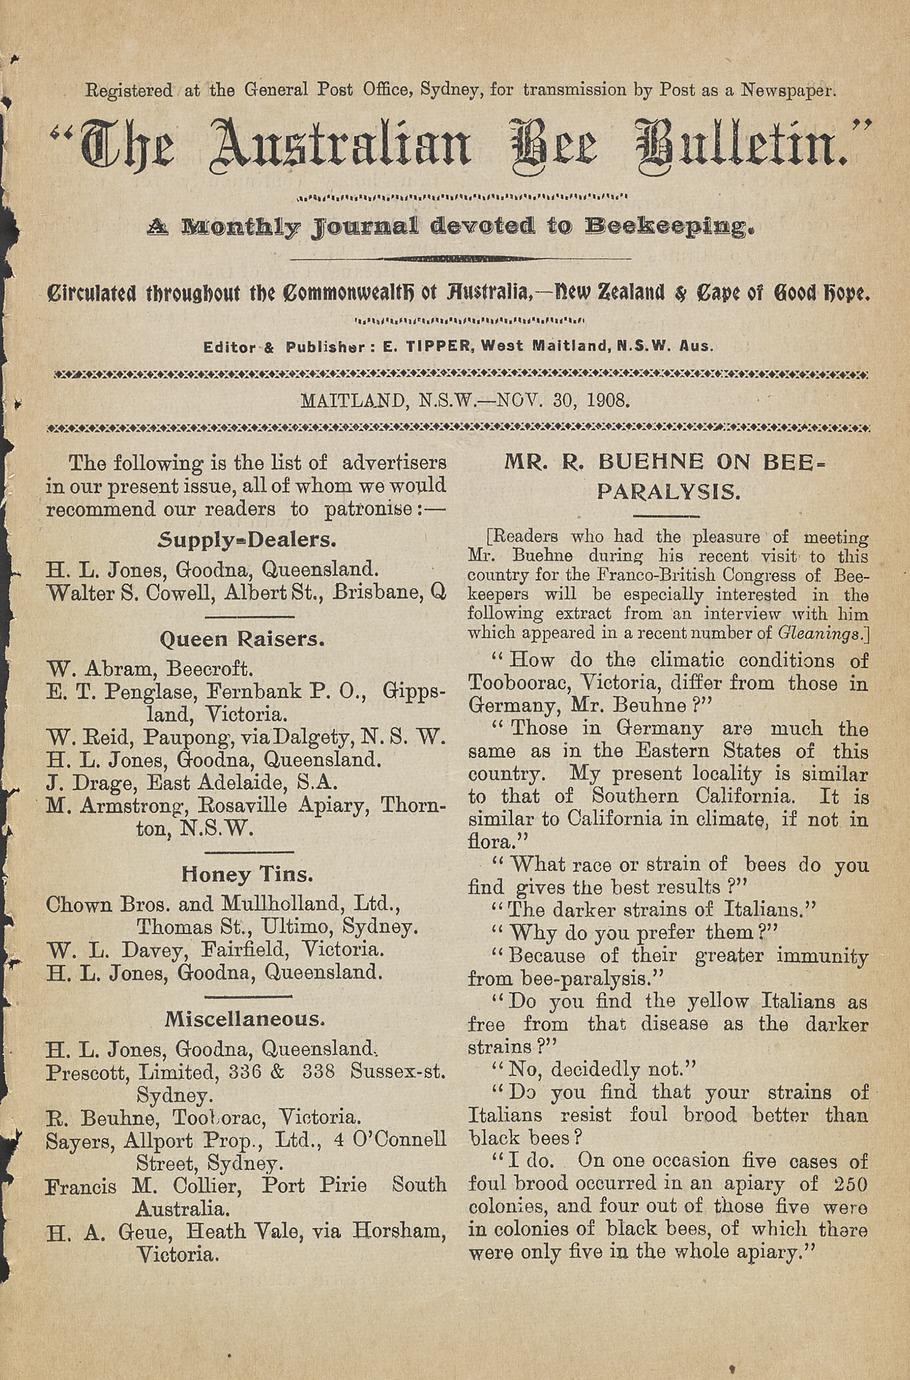 Registered at the General Post Office, Sydney, for transmission by Post as a Newspaper.
"The Australian Bee Bulletin."
A Monthly Journal devoted to Beekeeping.
Circulated throughout the Commonwealth of Australia,—New Zealand & Cape of Good Hope.
Editor & Publisher: E. TIPPER, West Maitland, N.S.W. Aus.
MAITLAND, N.S.W.—NOV. 30, 1908.
The following is the list of advertisers
in our present issue, all of whom we would
recommend our readers to patronise:—
Supply-Dealers.
H. L. Jones, Goodna, Queensland.
Walter S. Cowell, Albert St., Brisbane, Q
Queen Raisers.
W. Abram, Beecroft.
E. T. Penglase, Fernbank P. O., Gipps-
land, Victoria.
W. Reid, Paupong, via Dalgety, N. S. W.
H. L. Jones, Goodna, Queensland.
J. Drage, East Adelaide, S.A.
M. Armstrong, Rosaville Apiary, Thorn-
ton, N.S.W.
Honey Tins.
Chown Bros. and Mullholland, Ltd.,
Thomas St., Ultimo, Sydney.
W. L. Davey, Fairfield, Victoria.
H. L. Jones, Goodna, Queensland.
Miscellaneous.
H. L. Jones, Goodna, Queensland.
Prescott, Limited, 336 & 338 Sussex-st.
Sydney.
R. Beuhne, Tooborac, Victoria.
Sayers, Allport Prop., Ltd., 4 O'Connell
Street, Sydney.
Francis M. Collier, Port Pirie South
Australia.
H. A. Geue, Heath Vale, via Horsham,
Victoria.
MR. R. BUEHNE ON BEE-
PARALYSIS.
[Readers who had the pleasure of meeting
Mr. Buehne during his recent visit to this
country for the Franco-British Congress of Bee-
keepers will be especially interested in the
following extract from an interview with him
which appeared in a recent number of Gleanings.]
"How do the climatic conditions of
Tooboorac, Victoria, differ from those in
Germany, Mr. Beuhne?"
"Those in Germany are much the
same as in the Eastern States of this
country. My present locality is similar
to that of Southern California. It is
similar to California in climate, if not in
flora."
"What race or strain of bees do you
find gives the best results?"
"The darker strains of Italians."
"Why do you prefer them?"
"Because of their greater immunity
from bee-paralysis."
"Do you find the yellow Italians as
free from that disease as the darker
strains?"
"No, decidedly not."
"Do you find that your strains of
Italians resist foul brood better than
black bees?
"I do. On one occasion five cases of
foul brood occurred in an apiary of 250
colonies, and four out of those five were
in colonies of black bees, of which there
were only five in the whole apiary."